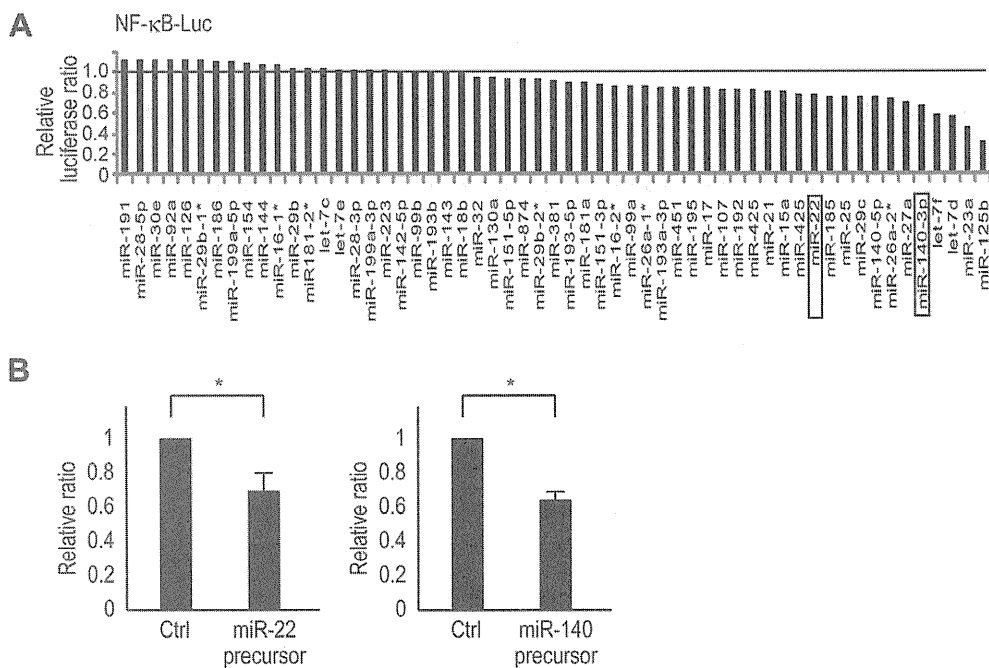 A
NF-κB-Luc
Relative
luciferase ratio
1.0
0.8
0.6
0.4
0.2
0
miR-191
miR-28-5p
miR-30e
miR-92a
miR-126
miR-29b-1*
miR-186
miR-199a-5p
miR-154
miR-144
miR-16-1*
miR-29b
miR181-2*
let-7c
let-7e
miR-28-3p
miR-199a-3p
miR-223
miR-142-5p
miR-99b
miR-193b
miR-143
miR-18b
miR-32
miR-130a
miR-151-5p
miR-874
miR-29b-2*
miR-381
miR-193-5p
miR-181a
miR-151-3p
miR-16-2*
miR-99a
miR-26a-1*
miR-193a-3p
miR-451
miR-195
miR-17
miR-107
miR-192
miR-21
miR-15a
miR-425
miR-22
miR-185
miR-25
miR-29c
miR-140-5p
miR-26a-2*
miR-27a
miR-140-3p
let-7f
let-7d
miR-23a
miR-125b
B
*
Relative ratio
1
0.8
0.6
0.4
0.2
0
Ctrl
miR-22
precursor
*
Relative ratio
1
0.8
0.6
0.4
0.2
0
Ctrl
miR-140
precursor